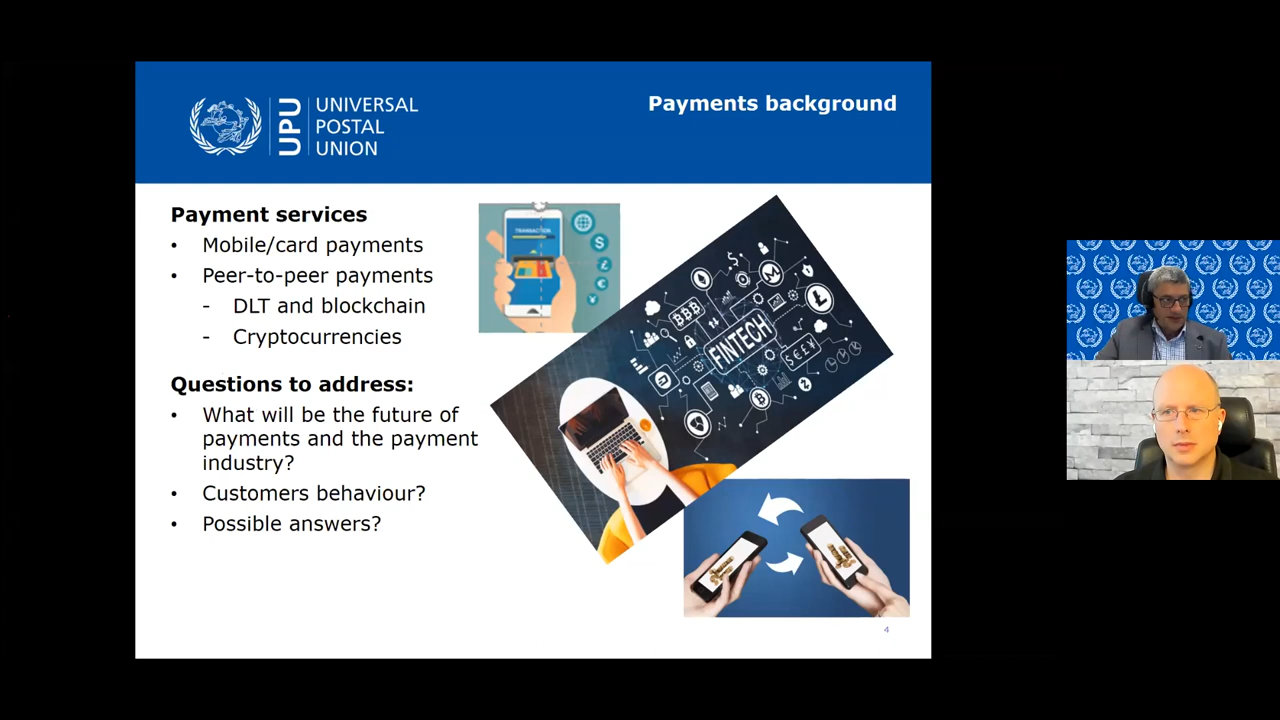 UPU
UNIVERSAL
POSTAL
UNION
Payments background
Payment services
• Mobile/card payments
• Peer-to-peer payments
- DLT and blockchain
- Cryptocurrencies
Questions to address:
• What will be the future of
payments and the payment
industry?
• Customers behaviour?
• Possible answers?
TRANSACTION
FINTECH
4